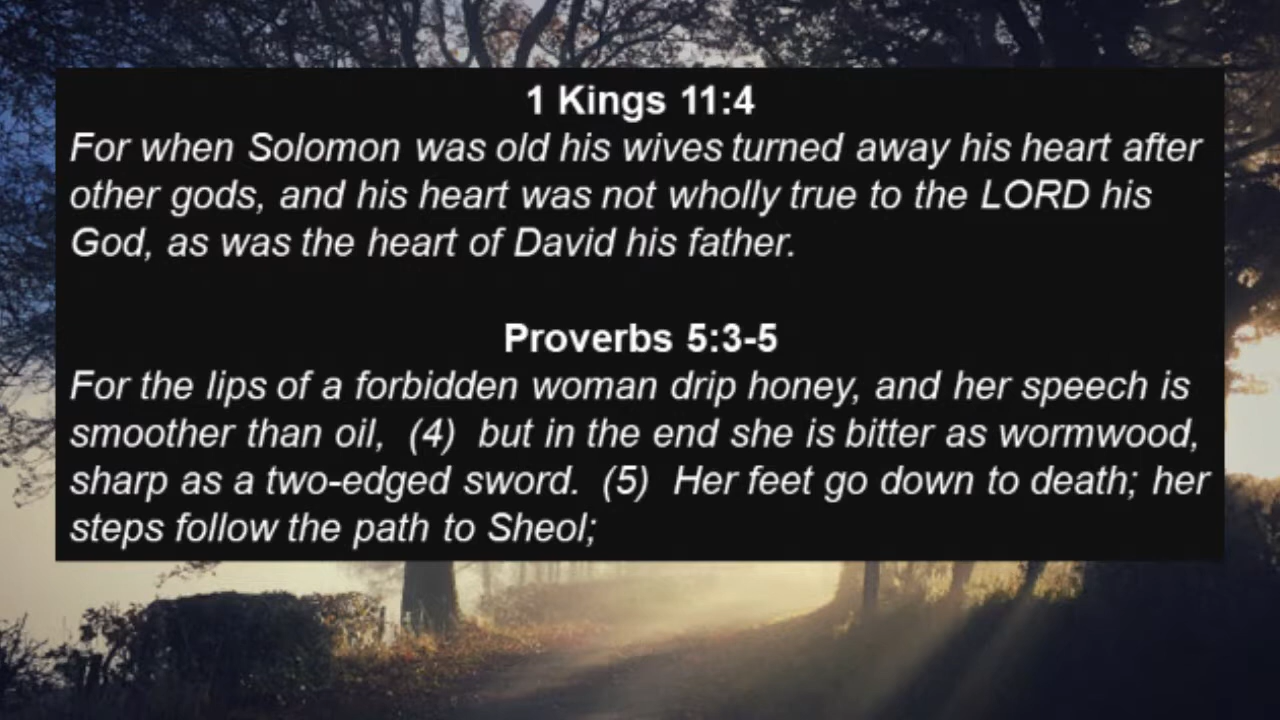 1 Kings 11:4
For when Solomon was old his wives turned away his heart after
other gods, and his heart was not wholly true to the LORD his
God, as was the heart of David his father.
Proverbs 5:3-5
For the lips of a forbidden woman drip honey, and her speech is
smoother than oil, (4) but in the end she is bitter as wormwood,
sharp as a two-edged sword. (5) Her feet go down to death; her
steps follow the path to Sheol;